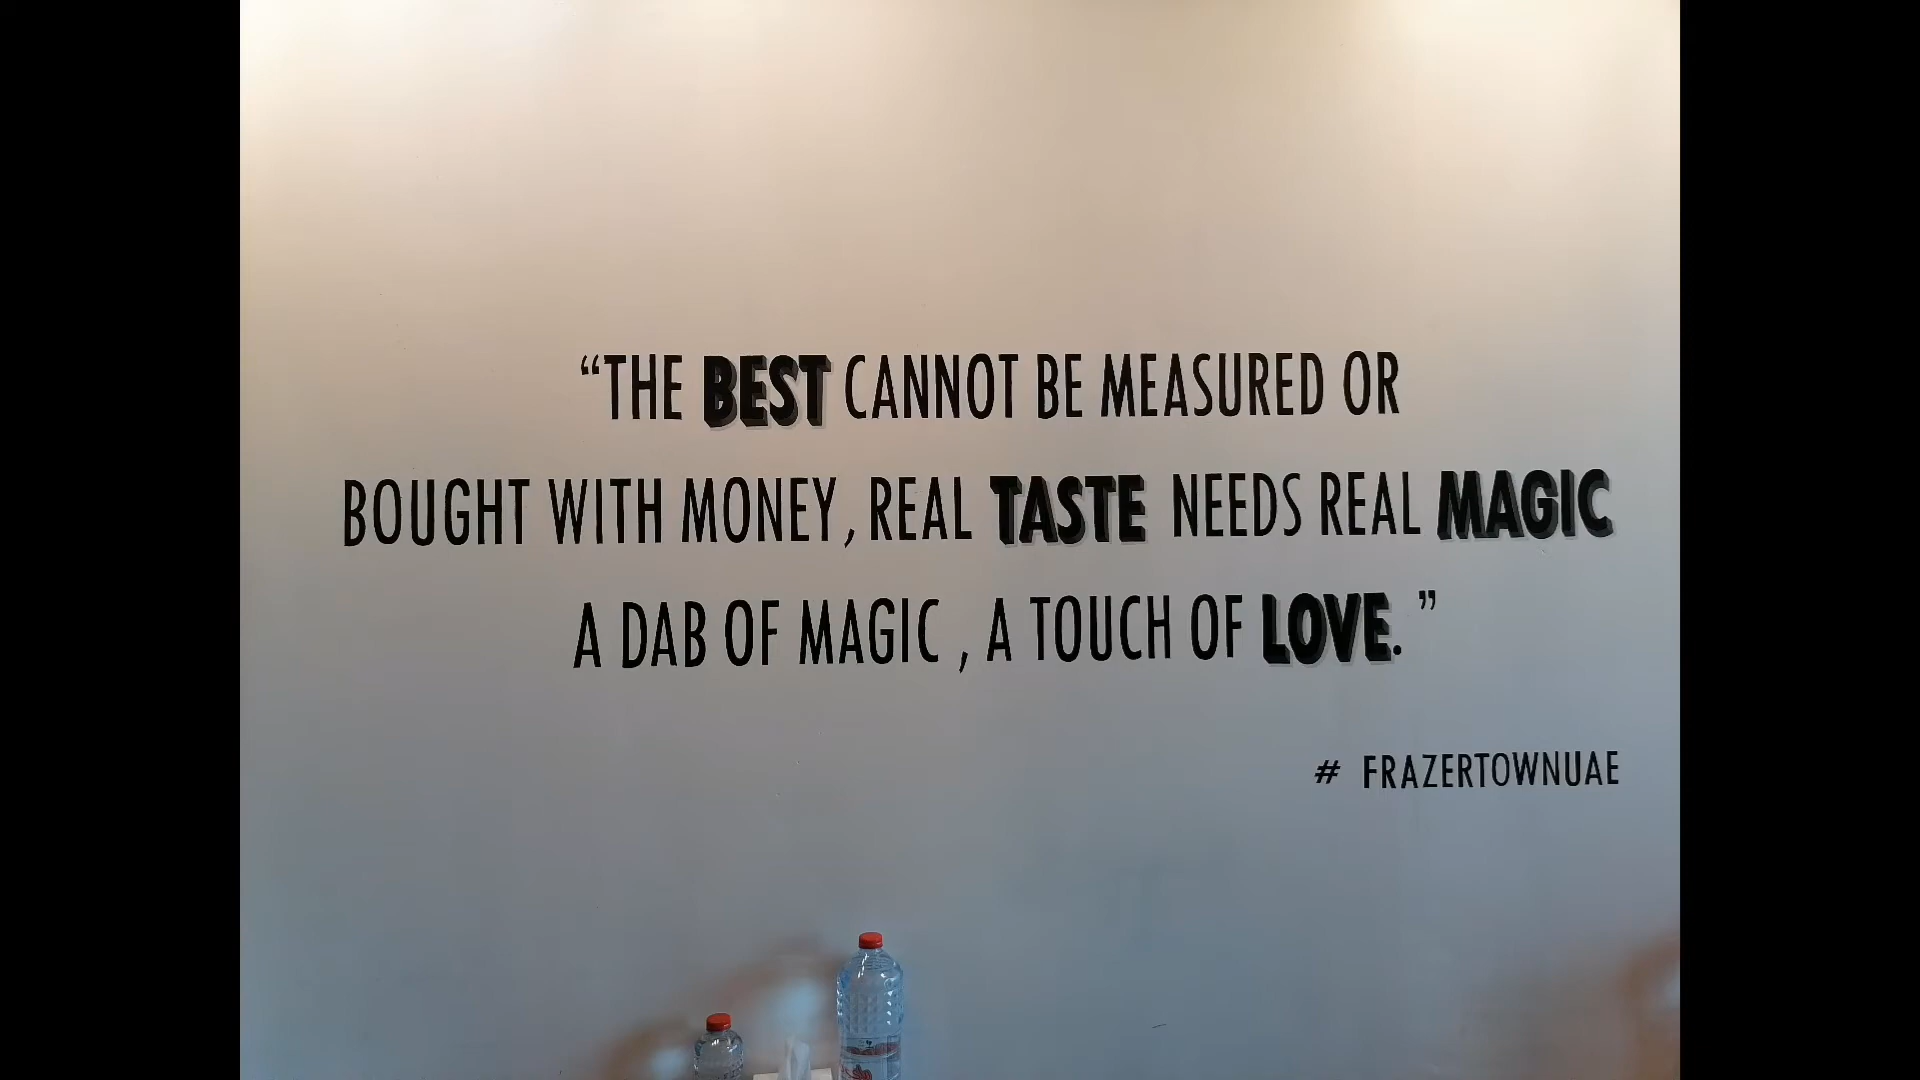 “THE BEST CANNOT BE MEASURED OR
BOUGHT WITH MONEY, REAL TASTE NEEDS REAL MAGIC
A DAB OF MAGIC , A TOUCH OF LOVE. ”
# FRAZERTOWNUAE